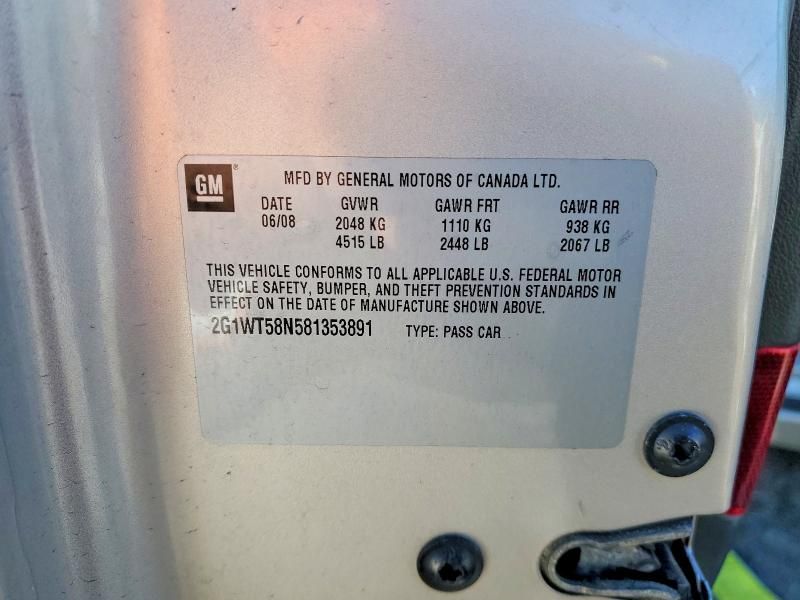 GM
MFD BY GENERAL MOTORS OF CANADA LTD.
DATE GVWR GAWR FRT GAWR RR
06/08 2048 KG 1110 KG 938 KG
4515 LB 2448 LB 2067 LB
THIS VEHICLE CONFORMS TO ALL APPLICABLE U.S. FEDERAL MOTOR
VEHICLE SAFETY, BUMPER, AND THEFT PREVENTION STANDARDS IN
EFFECT ON THE DATE OF MANUFACTURE SHOWN ABOVE.
2G1WT58N581353891 TYPE: PASS CAR